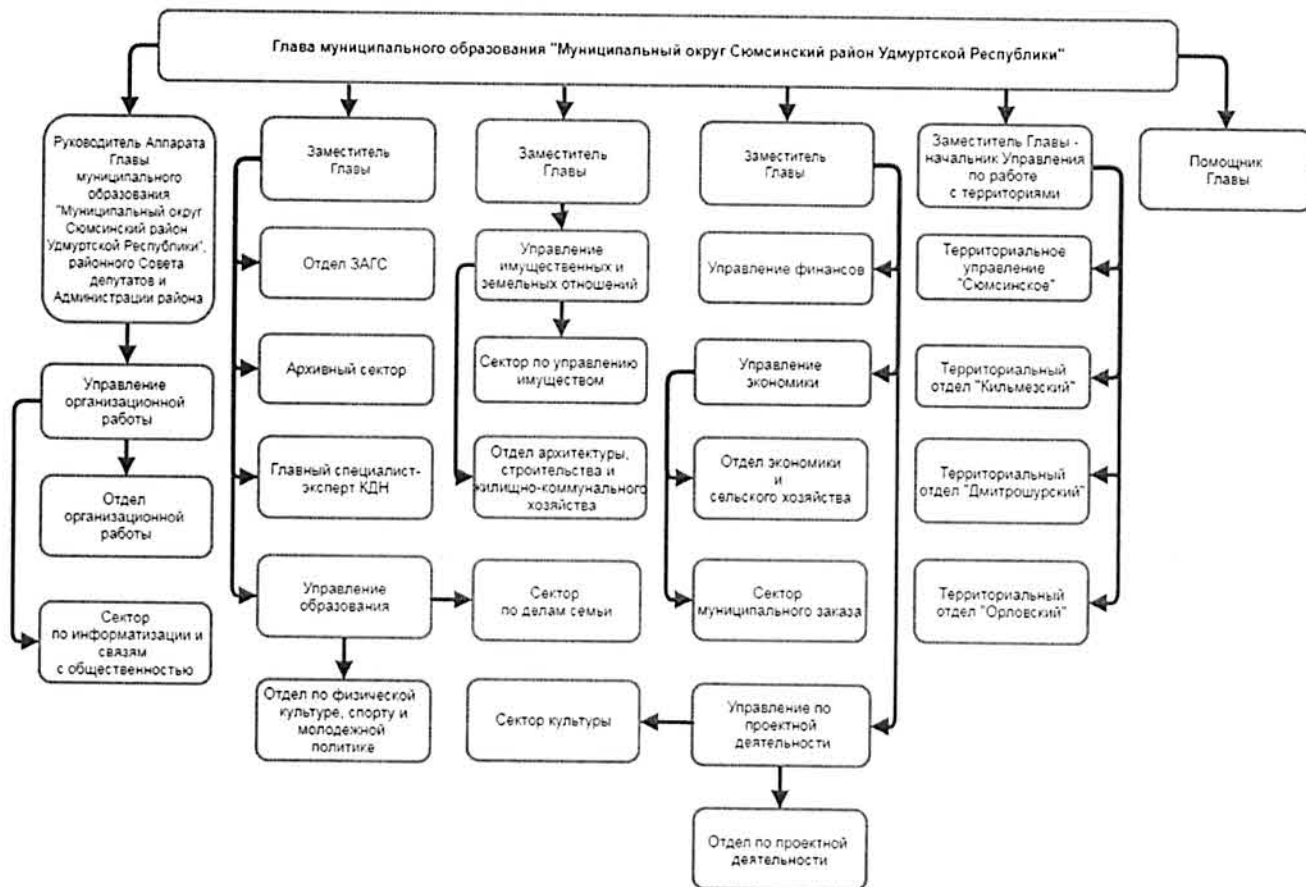 Глава муниципального образования "Муниципальный округ Сюмсинский район Удмуртской Республики"
Руководитель Аппарата
Главы
муниципального
образования
"Муниципальный округ
Сюмсинский район
Удмуртской Республики",
районного Совета
депутатов и
Администрации района
Управление
организационной
работы
Отдел
организационной
работы
Сектор
по информатизации и
связям
с общественностью
Заместитель
Главы
Отдел ЗАГС
Архивный сектор
Главный специалист-
эксперт КДН
Управление
образования
Отдел по физической
культуре, спорту и
молодежной
политике
Заместитель
Главы
Управление
имущественных и
земельных отношений
Сектор по управлению
имуществом
Отдел архитектуры,
строительства и
жилищно-коммунального
хозяйства
Сектор
по делам семьи
Сектор культуры
Заместитель
Главы
Управление финансов
Управление
экономики
Отдел экономики
и
сельского хозяйства
Сектор
муниципального заказа
Управление по
проектной
деятельности
Отдел по проектной
деятельности
Заместитель Главы -
начальник Управления
по работе
с территориями
Территориальное
управление
"Сюмсинское"
Территориальный
отдел "Кильмезский"
Территориальный
отдел "Дмитрошурский"
Территориальный
отдел "Орловский"
Помощник
Главы